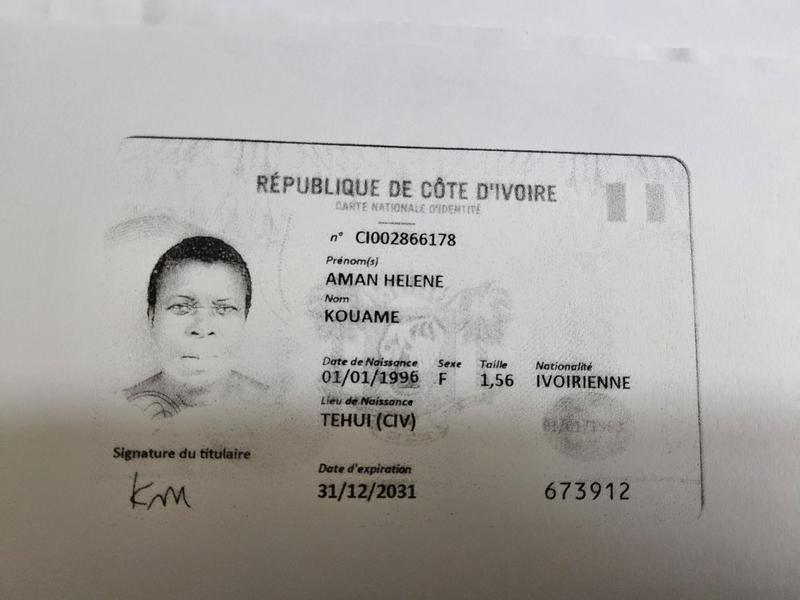 RÉPUBLIQUE DE CÔTE D'IVOIRE
CARTE NATIONALE D'IDENTITÉ
n° CI002866178
Prénom(s)
AMAN HELENE
Nom
KOUAME
Date de Naissance Sexe Taille Nationalité
01/01/1996 F 1,56 IVOIRIENNE
Lieu de Naissance
TEHUI (CIV)
Signature du titulaire
KM
Date d'expiration
31/12/2031
673912